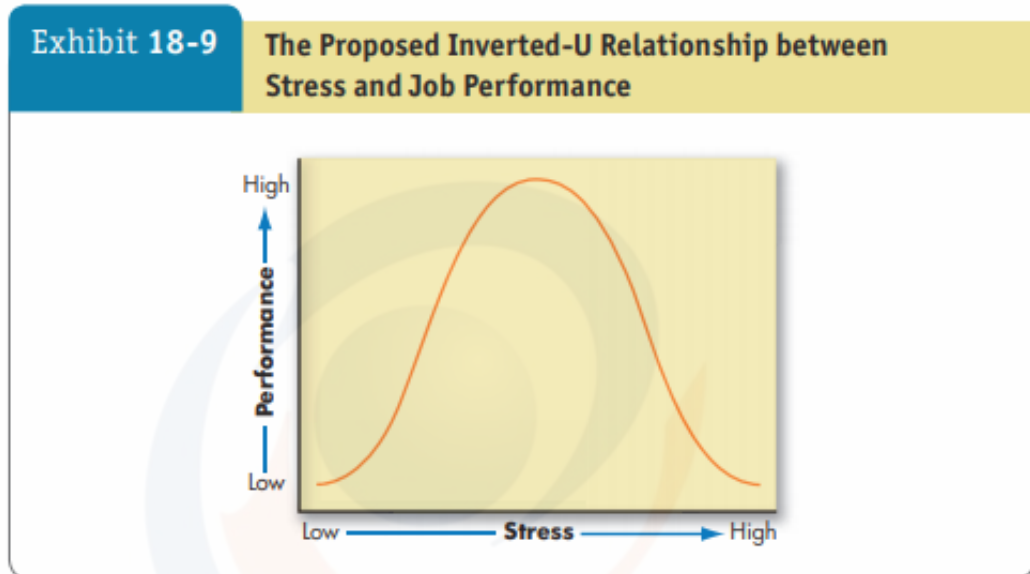 Exhibit 18-9
The Proposed Inverted-U Relationship between
Stress and Job Performance
High
Performance
Low
Low Stress High